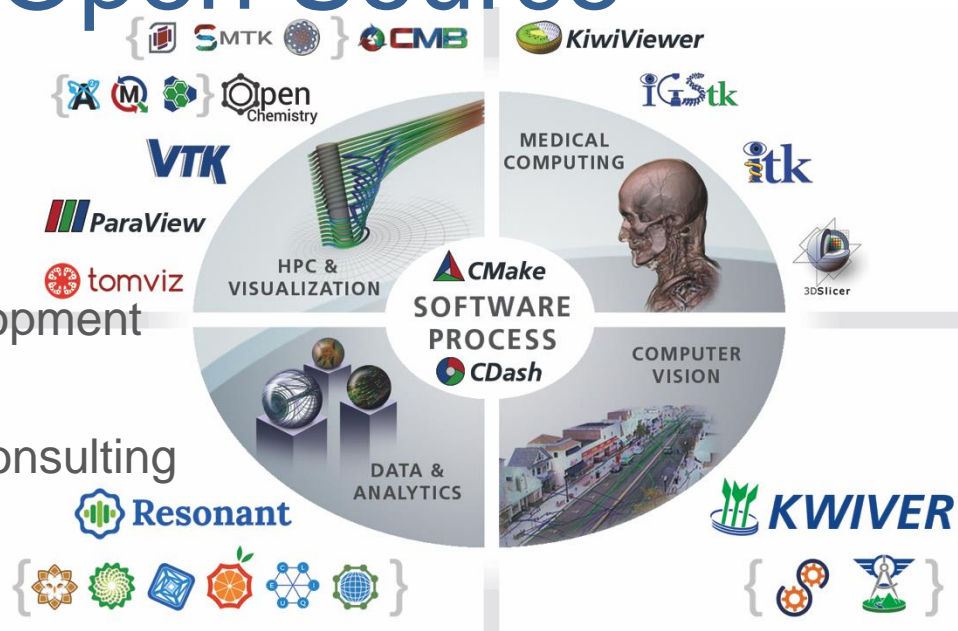 Open Source
SMTK
CMB
KiwiViewer
Open
Chemistry
iGStk
VTK
MEDICAL
COMPUTING
itk
ParaView
HPC &
VISUALIZATION
tomviz
3DSlicer
CMake
SOFTWARE
PROCESS
CDash
opment
COMPUTER
VISION
onsulting
DATA &
ANALYTICS
Resonant
KWIVER
A
M
C L
E I
U Q